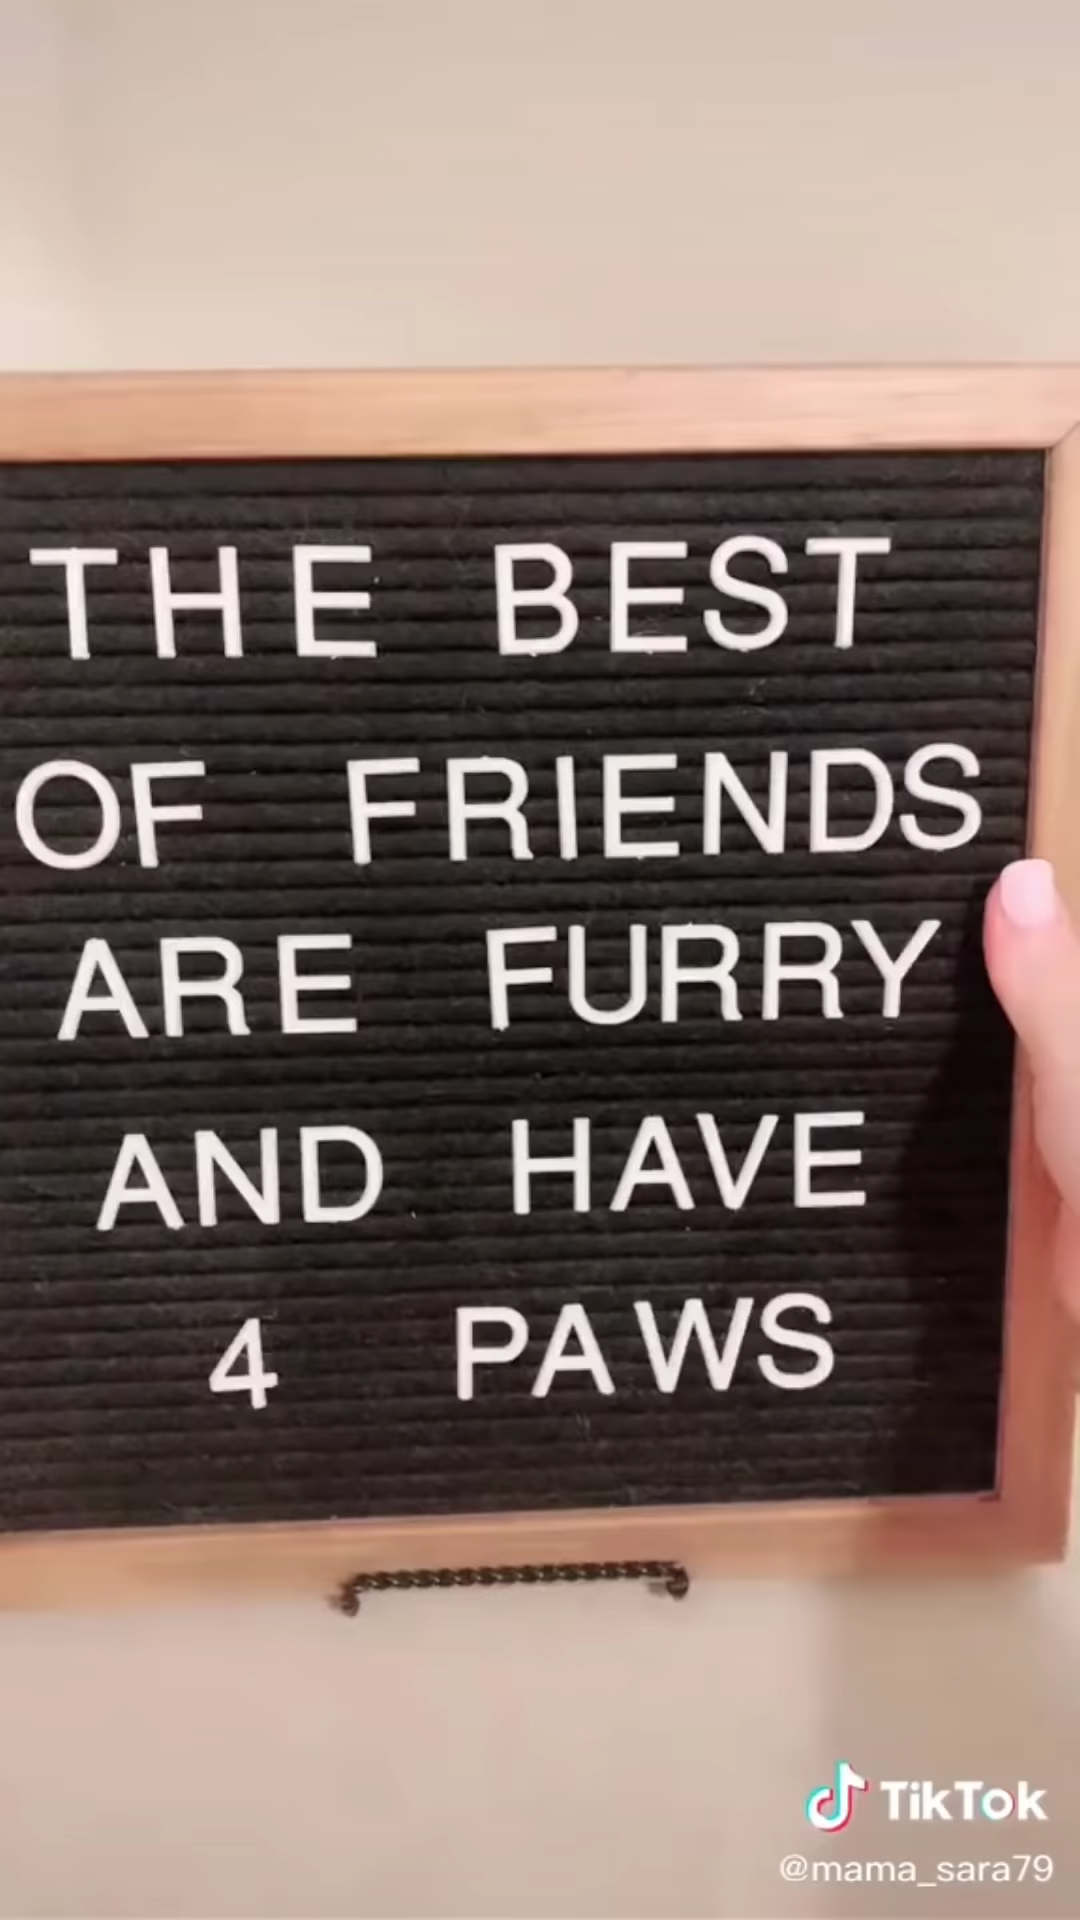 THE BEST
OF FRIENDS
ARE FURRY
AND HAVE
4 PAWS
TikTok
@mama_sara79